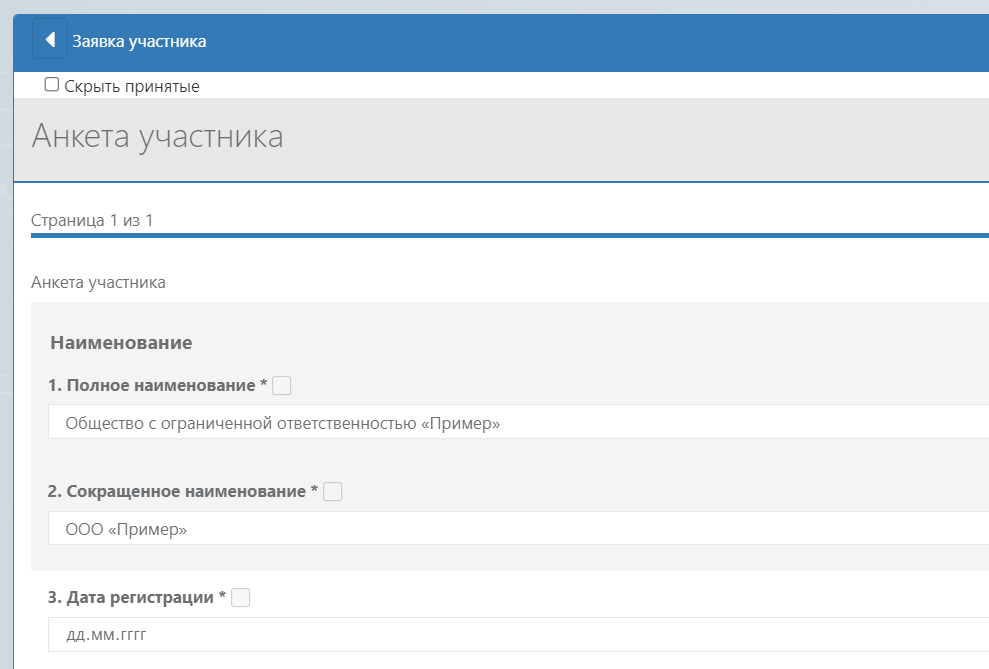 Заявка участника
Скрыть принятые
Анкета участника
Страница 1 из 1
Анкета участника
Наименование
1. Полное наименование *
Общество с ограниченной ответственностью «Пример»
2. Сокращенное наименование *
ООО «Пример»
3. Дата регистрации *
дд.мм.гггг